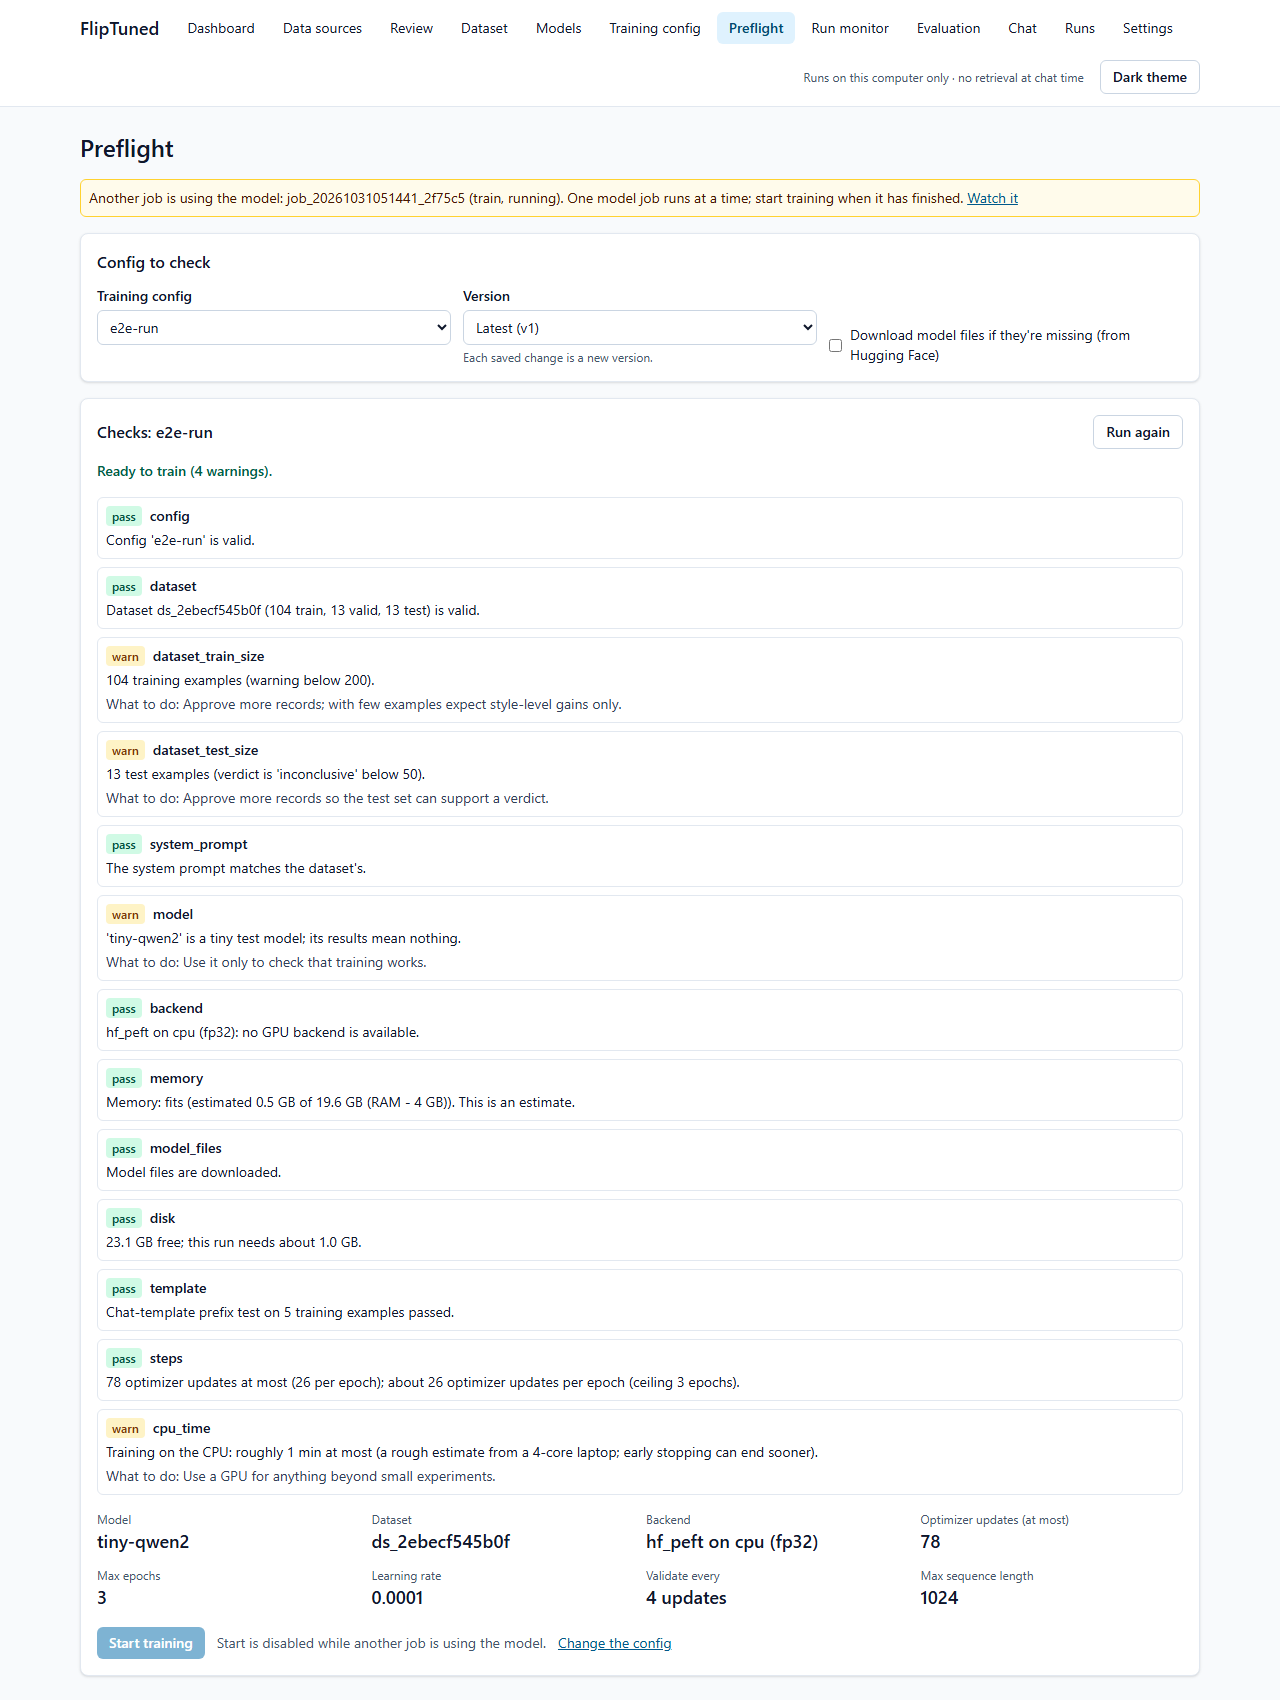 FlipTuned Dashboard Data sources Review Dataset Models Training config Preflight Run monitor Evaluation Chat Runs Settings
Runs on this computer only · no retrieval at chat time Dark theme
Preflight
Another job is using the model: job_20261031051441_2f75c5 (train, running). One model job runs at a time; start training when it has finished. Watch it
Config to check
Training config
e2e-run
Version
Latest (v1)
Each saved change is a new version.
Download model files if they're missing (from
Hugging Face)
Checks: e2e-run Run again
Ready to train (4 warnings).
pass config
Config 'e2e-run' is valid.
pass dataset
Dataset ds_2ebecf545b0f (104 train, 13 valid, 13 test) is valid.
warn dataset_train_size
104 training examples (warning below 200).
What to do: Approve more records; with few examples expect style-level gains only.
warn dataset_test_size
13 test examples (verdict is 'inconclusive' below 50).
What to do: Approve more records so the test set can support a verdict.
pass system_prompt
The system prompt matches the dataset's.
warn model
'tiny-qwen2' is a tiny test model; its results mean nothing.
What to do: Use it only to check that training works.
pass backend
hf_peft on cpu (fp32): no GPU backend is available.
pass memory
Memory: fits (estimated 0.5 GB of 19.6 GB (RAM - 4 GB)). This is an estimate.
pass model_files
Model files are downloaded.
pass disk
23.1 GB free; this run needs about 1.0 GB.
pass template
Chat-template prefix test on 5 training examples passed.
pass steps
78 optimizer updates at most (26 per epoch); about 26 optimizer updates per epoch (ceiling 3 epochs).
warn cpu_time
Training on the CPU: roughly 1 min at most (a rough estimate from a 4-core laptop; early stopping can end sooner).
What to do: Use a GPU for anything beyond small experiments.
Model Dataset Backend Optimizer updates (at most)
tiny-qwen2 ds_2ebecf545b0f hf_peft on cpu (fp32) 78
Max epochs Learning rate Validate every Max sequence length
3 0.0001 4 updates 1024
Start training Start is disabled while another job is using the model. Change the config